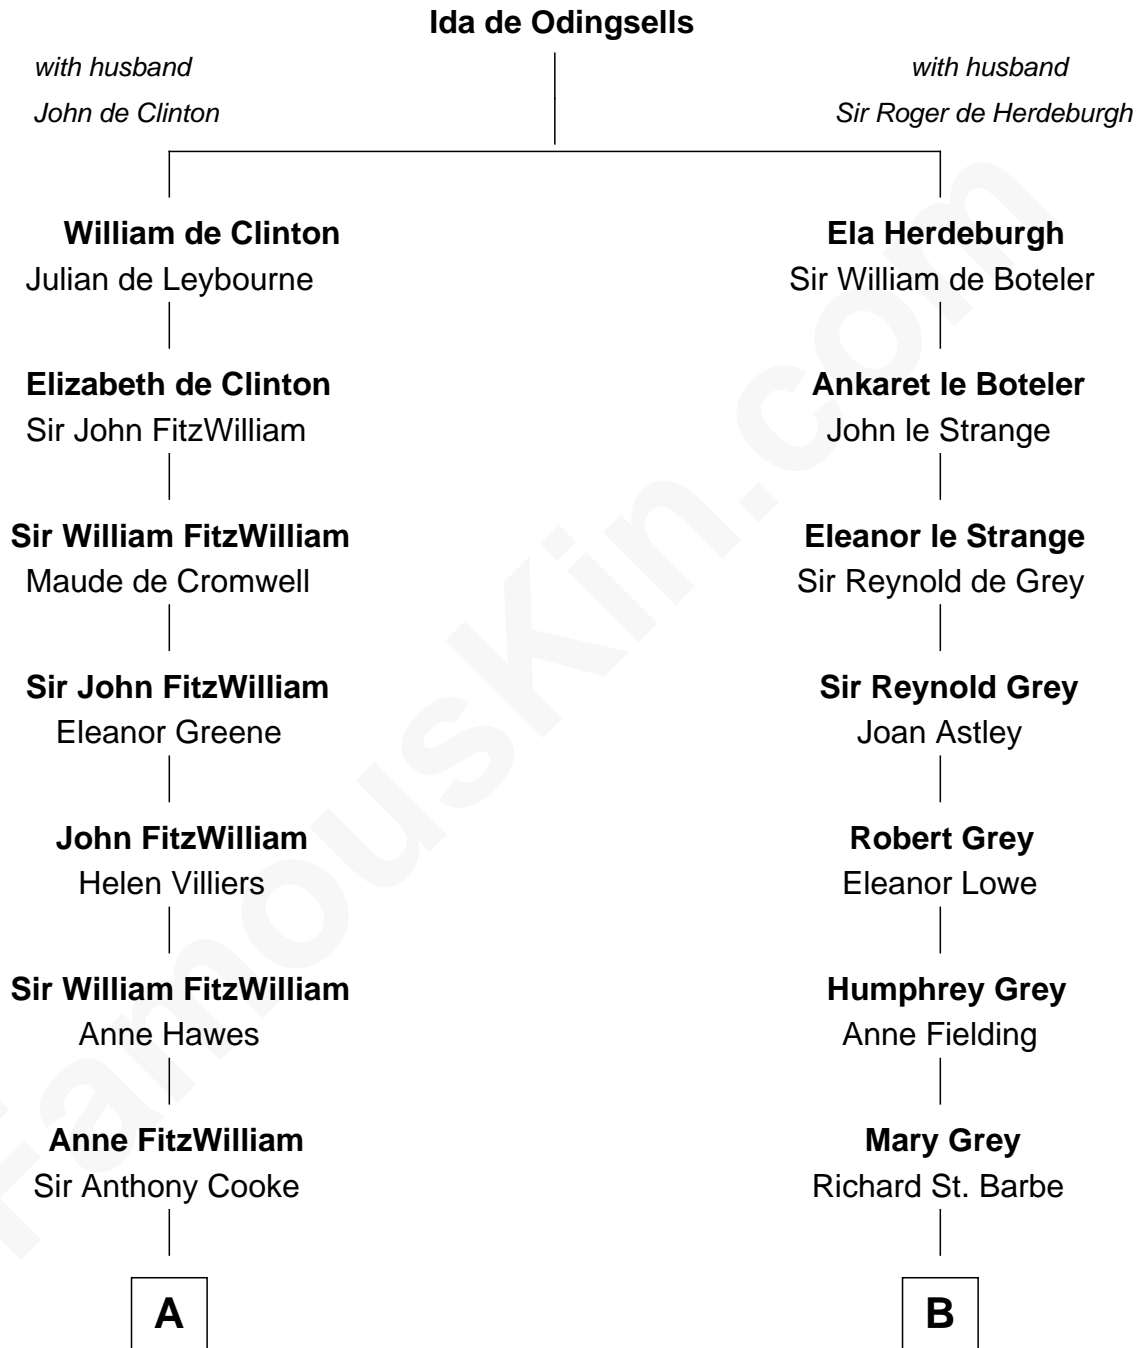 Ida de Odingsells
with husband
John de Clinton
with husband
Sir Roger de Herdeburgh
William de Clinton
Julian de Leybourne
Ela Herdeburgh
Sir William de Boteler
Elizabeth de Clinton
Sir John FitzWilliam
Ankaret le Boteler
John le Strange
Sir William FitzWilliam
Maude de Cromwell
Eleanor le Strange
Sir Reynold de Grey
Sir John FitzWilliam
Eleanor Greene
Sir Reynold Grey
Joan Astley
John FitzWilliam
Helen Villiers
Robert Grey
Eleanor Lowe
Sir William FitzWilliam
Anne Hawes
Humphrey Grey
Anne Fielding
Anne FitzWilliam
Sir Anthony Cooke
Mary Grey
Richard St. Barbe
A
B
FamousKin.com